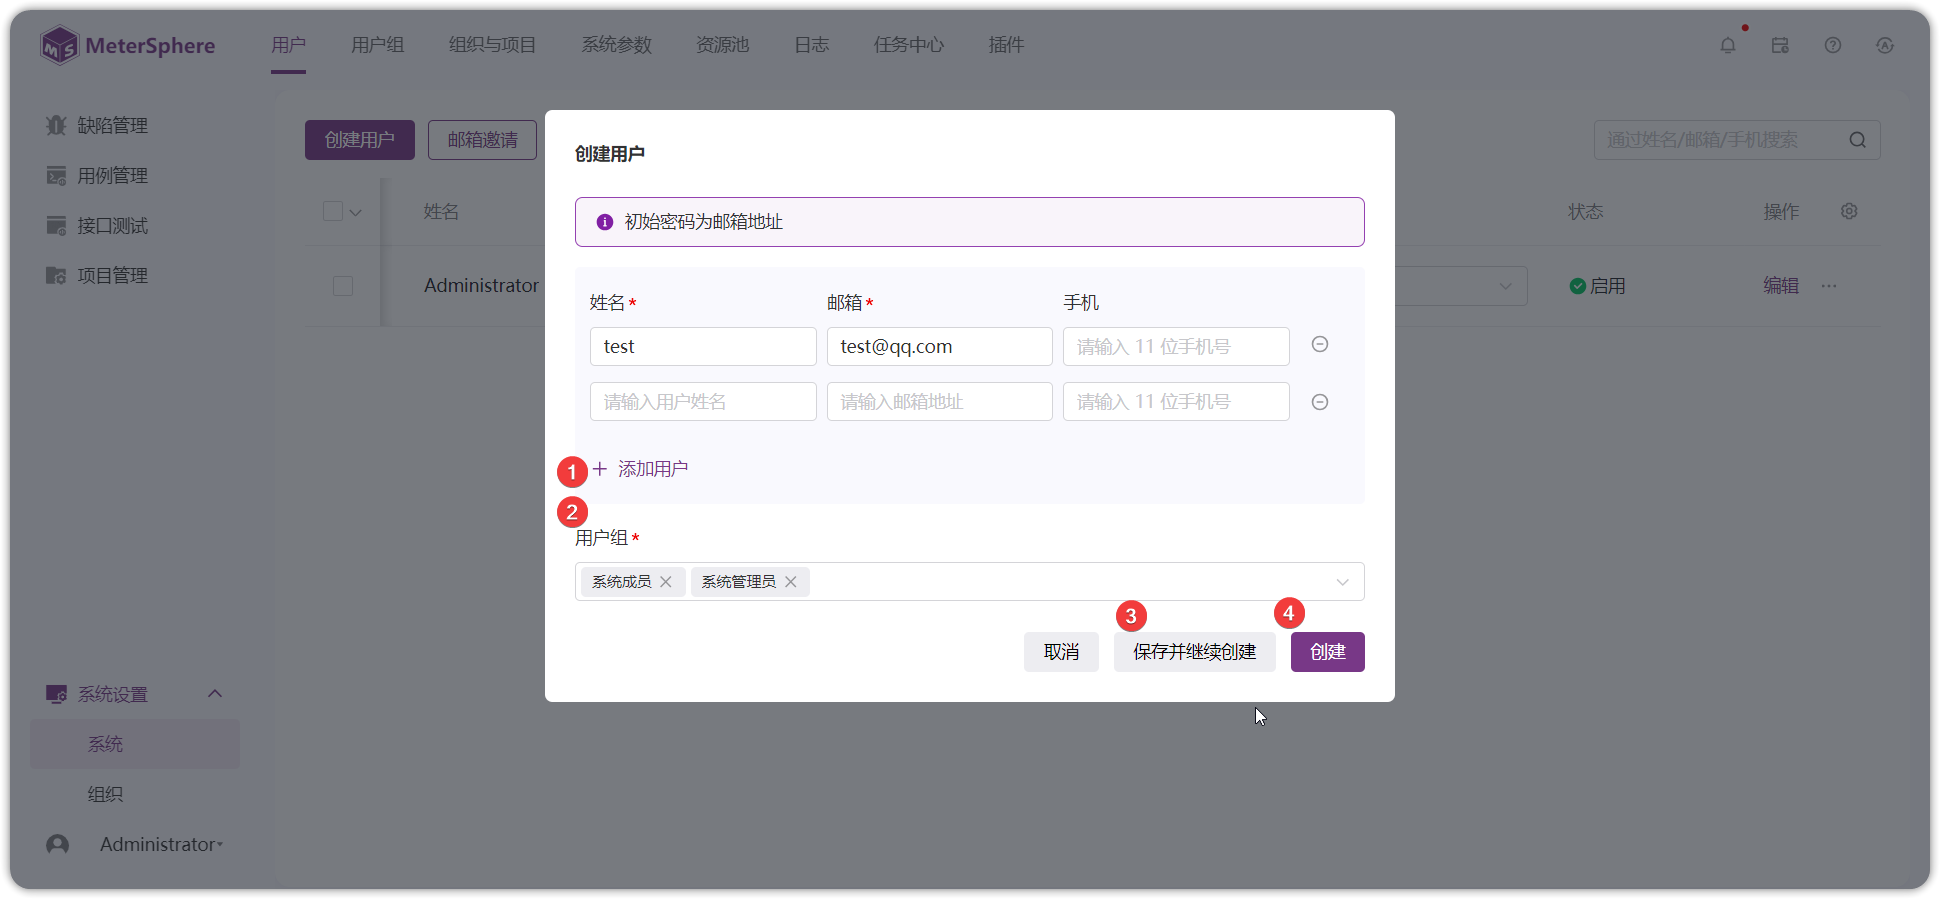 MeterSphere
用户
用户组
组织与项目
系统参数
资源池
日志
任务中心
插件
缺陷管理
用例管理
接口测试
项目管理
创建用户
邮箱邀请
通过姓名/邮箱/手机搜索
姓名
状态
操作
Administrator
启用
编辑
创建用户
初始密码为邮箱地址
姓名*
邮箱*
手机
test
test@qq.com
请输入 11 位手机号
请输入用户姓名
请输入邮箱地址
请输入 11 位手机号
1
+ 添加用户
2
用户组*
系统成员
系统管理员
3
4
取消
保存并继续创建
创建
系统设置
系统
组织
Administrator